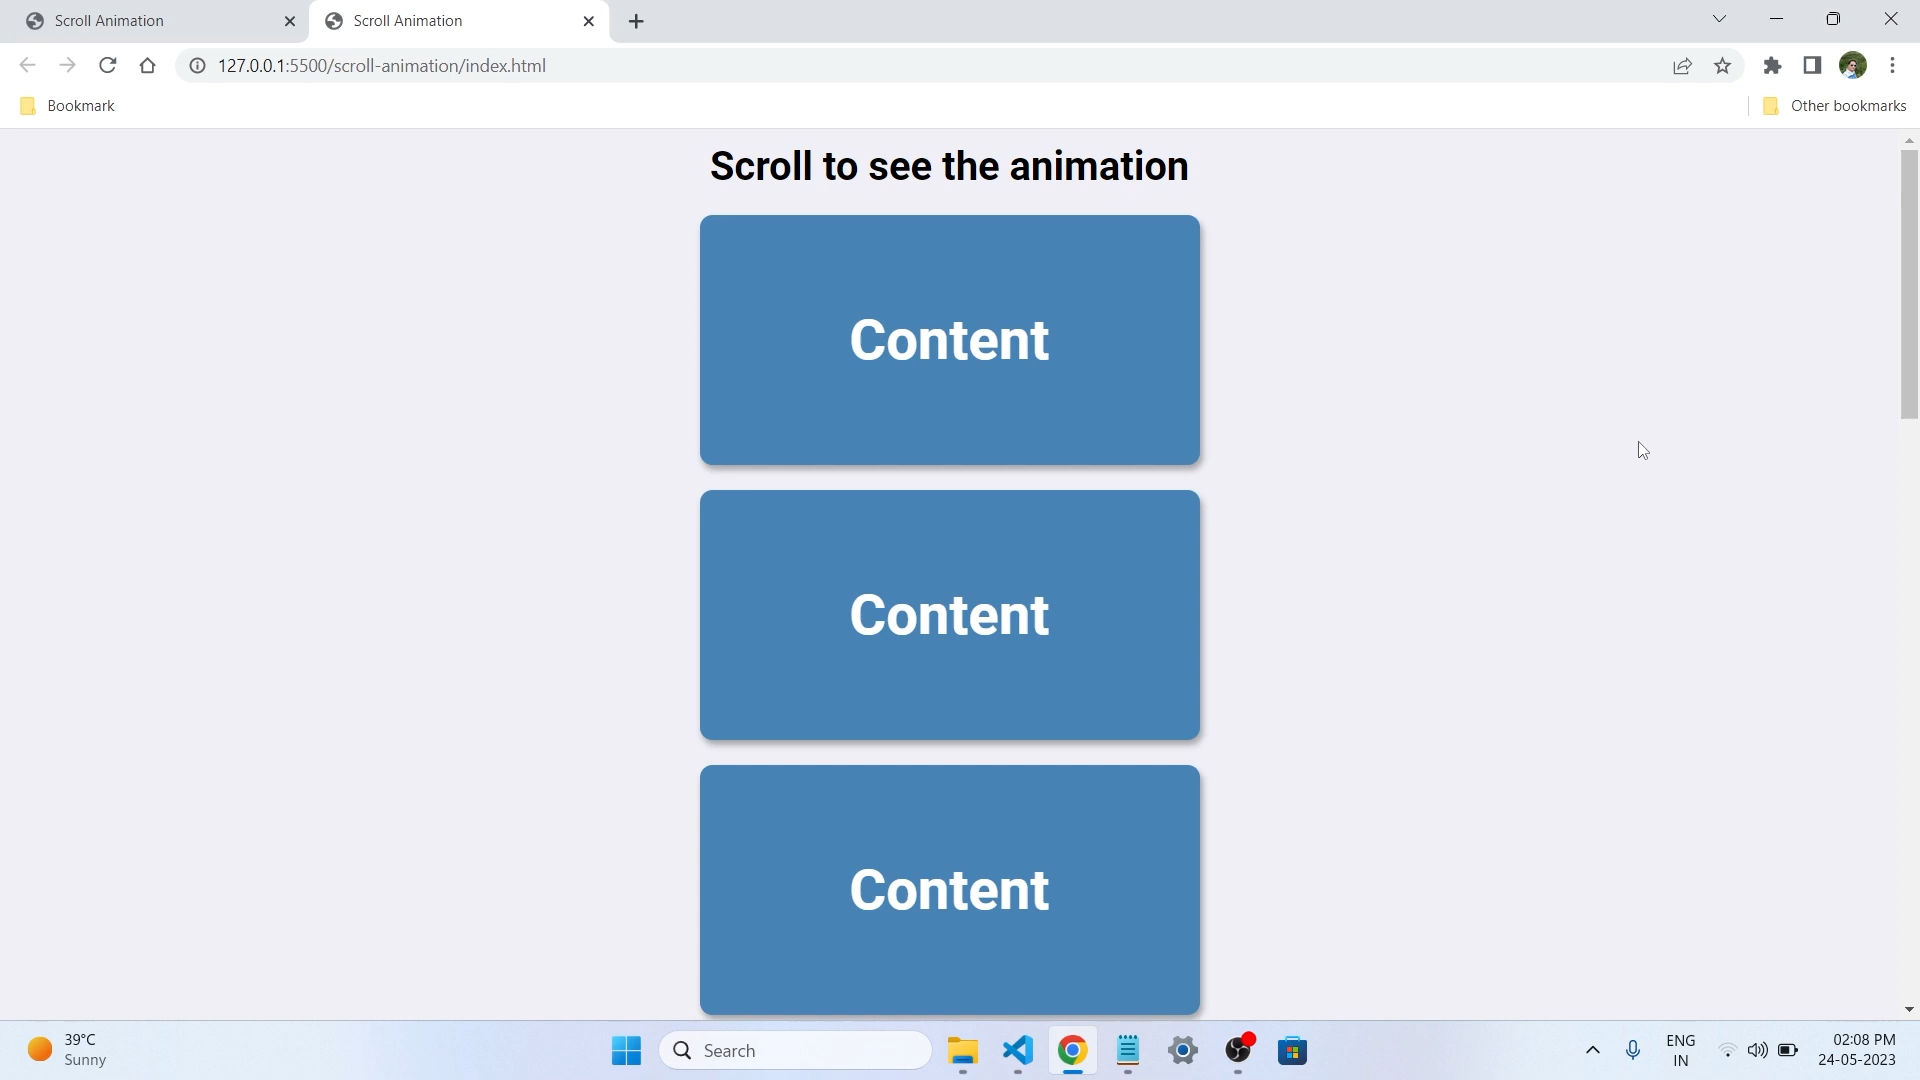 Scroll Animation
Scroll Animation
127.0.0.1:5500/scroll-animation/index.html
Bookmark
Other bookmarks
Scroll to see the animation
Content
Content
Content
39°C
Sunny
Search
ENG
IN
02:08 PM
24-05-2023